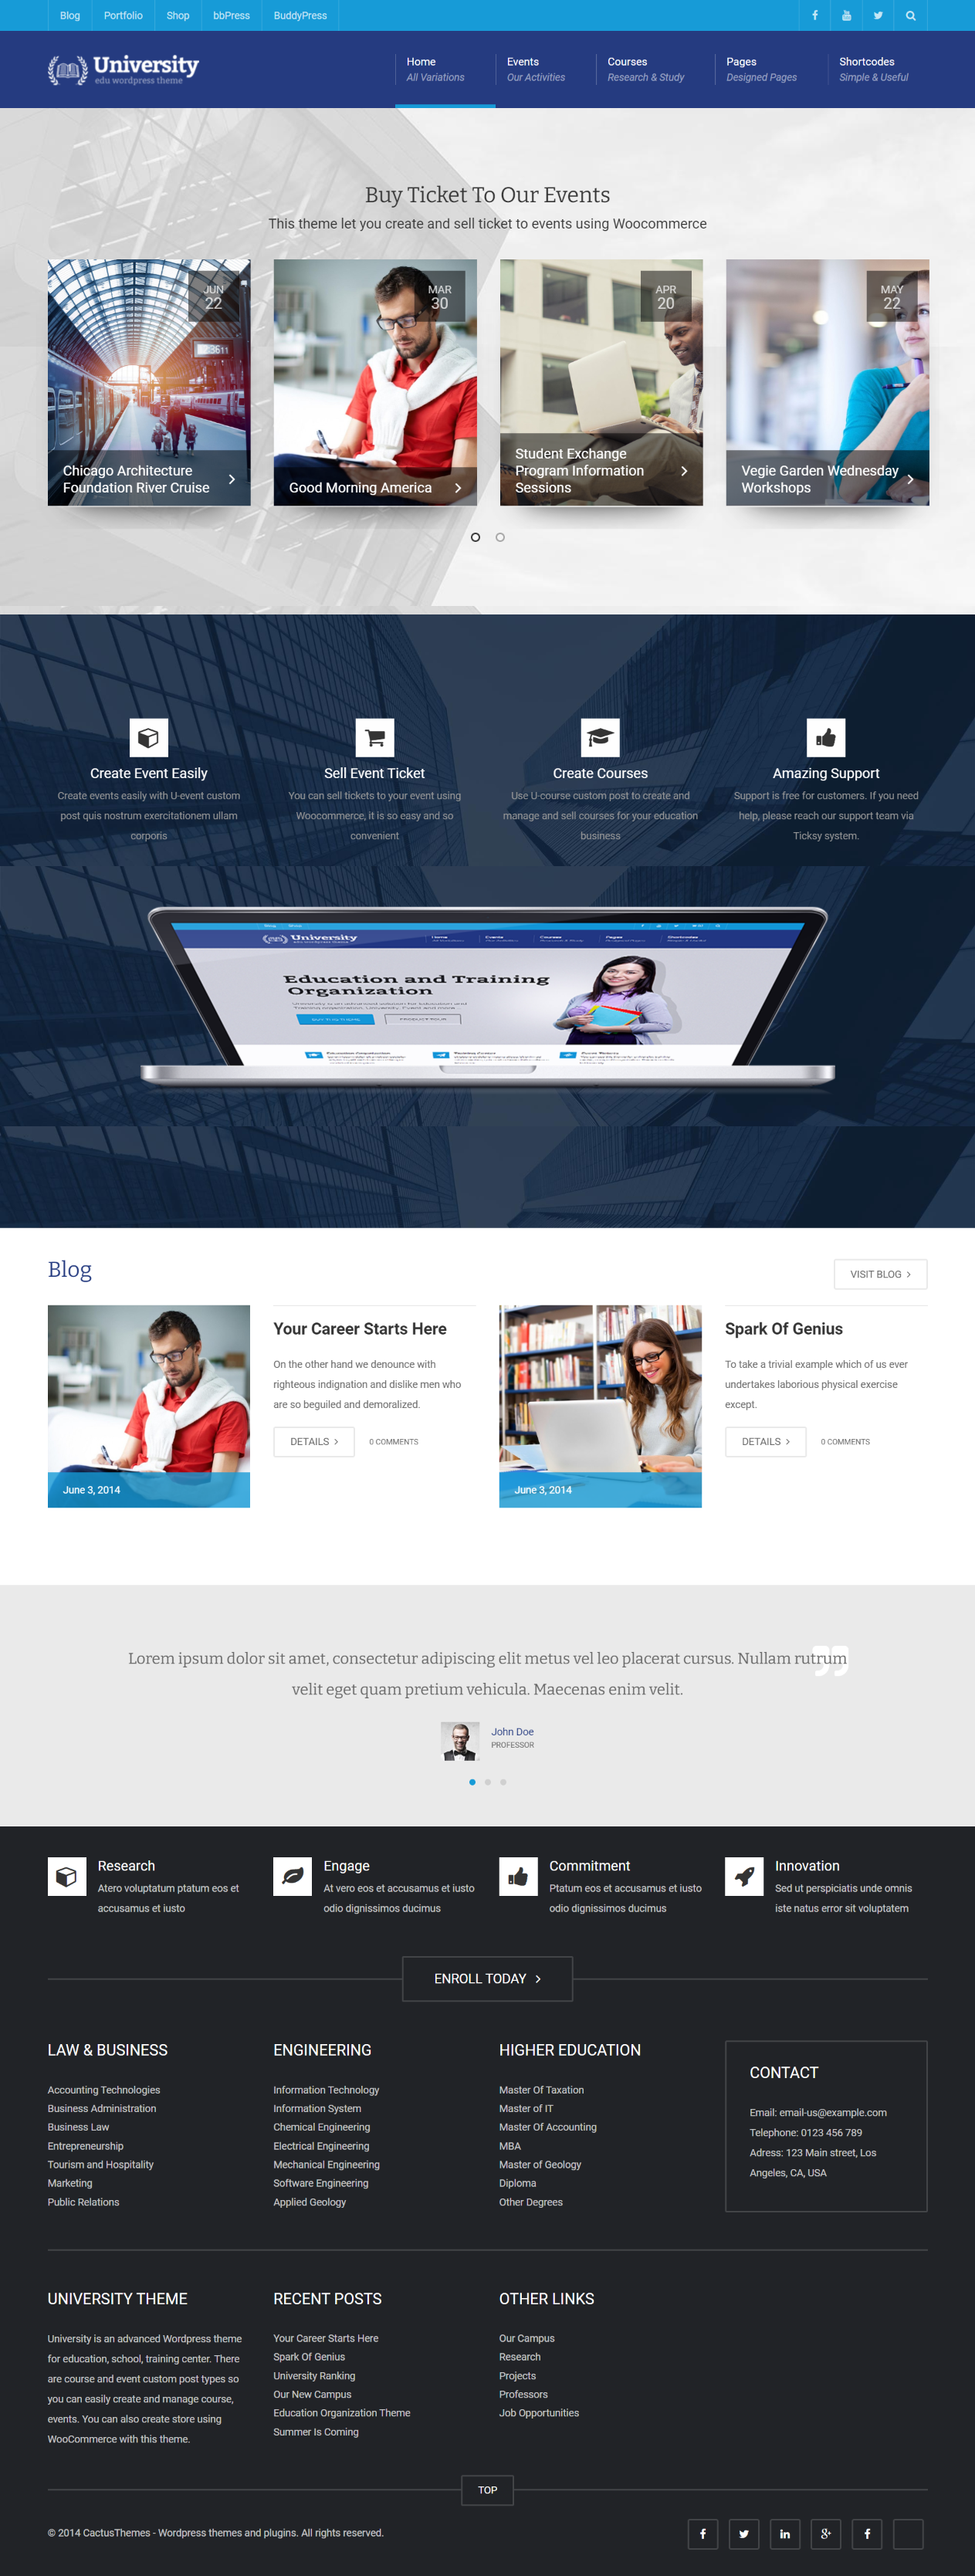 Blog Portfolio Shop bbPress BuddyPress
University
edu wordpress theme
Home
All Variations
Events
Our Activities
Courses
Research & Study
Pages
Designed Pages
Shortcodes
Simple & Useful
Buy Ticket To Our Events
This theme let you create and sell ticket to events using Woocommerce
JUN
22
Chicago Architecture
Foundation River Cruise
MAR
30
Good Morning America
APR
20
Student Exchange
Program Information
Sessions
MAY
22
Vegie Garden Wednesday
Workshops
Create Event Easily
Create events easily with U-event custom
post quis nostrum exercitationem ullam
corporis
Sell Event Ticket
You can sell tickets to your event using
Woocommerce, it is so easy and so
convenient
Create Courses
Use U-course custom post to create and
manage and sell courses for your education
business
Amazing Support
Support is free for customers. If you need
help, please reach our support team via
Ticksy system.
University
Education and Training
Organization
Blog
VISIT BLOG
June 3, 2014
Your Career Starts Here
On the other hand we denounce with
righteous indignation and dislike men who
are so beguiled and demoralized.
DETAILS
0 COMMENTS
June 3, 2014
Spark Of Genius
To take a trivial example which of us ever
undertakes laborious physical exercise
except.
DETAILS
0 COMMENTS
Lorem ipsum dolor sit amet, consectetur adipiscing elit metus vel leo placerat cursus. Nullam rutrum
velit eget quam pretium vehicula. Maecenas enim velit.
John Doe
PROFESSOR
Research
Atero voluptatum ptatum eos et
accusamus et iusto
Engage
At vero eos et accusamus et iusto
odio dignissimos ducimus
Commitment
Ptatum eos et accusamus et iusto
odio dignissimos ducimus
Innovation
Sed ut perspiciatis unde omnis
iste natus error sit voluptatem
ENROLL TODAY
LAW & BUSINESS
Accounting Technologies
Business Administration
Business Law
Entrepreneurship
Tourism and Hospitality
Marketing
Public Relations
ENGINEERING
Information Technology
Information System
Chemical Engineering
Electrical Engineering
Mechanical Engineering
Software Engineering
Applied Geology
HIGHER EDUCATION
Master Of Taxation
Master of IT
Master Of Accounting
MBA
Master of Geology
Diploma
Other Degrees
CONTACT
Email: email-us@example.com
Telephone: 0123 456 789
Adress: 123 Main street, Los
Angeles, CA, USA
UNIVERSITY THEME
University is an advanced Wordpress theme
for education, school, training center. There
are course and event custom post types so
you can easily create and manage course,
events. You can also create store using
WooCommerce with this theme.
RECENT POSTS
Your Career Starts Here
Spark Of Genius
University Ranking
Our New Campus
Education Organization Theme
Summer Is Coming
OTHER LINKS
Our Campus
Research
Projects
Professors
Job Opportunities
TOP
© 2014 CactusThemes - Wordpress themes and plugins. All rights reserved.